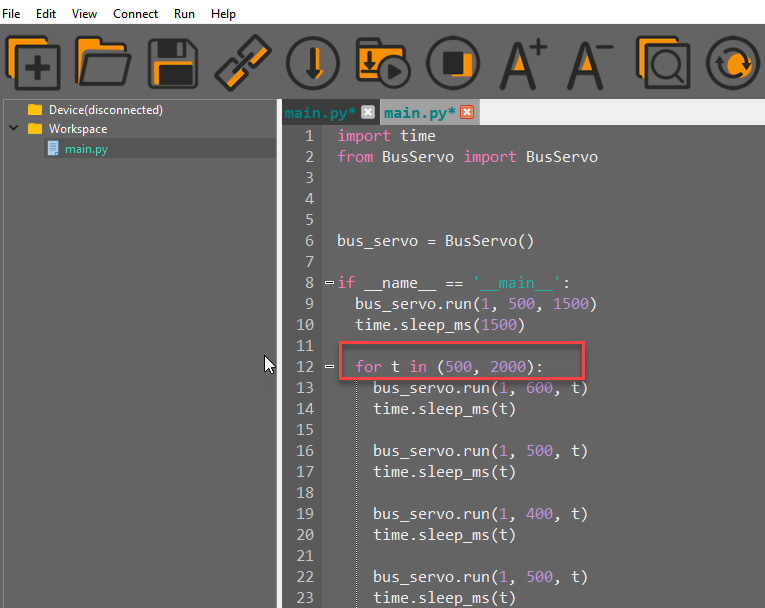 File Edit View Connect Run Help
A+ A-
Device(disconnected)
Workspace
main.py
main.py* main.py*
1 import time
2 from BusServo import BusServo
3
4
5
6 bus_servo = BusServo()
7
8 if __name__ == '__main__':
9 bus_servo.run(1, 500, 1500)
10 time.sleep_ms(1500)
11
12 for t in (500, 2000):
13 bus_servo.run(1, 600, t)
14 time.sleep_ms(t)
15
16 bus_servo.run(1, 500, t)
17 time.sleep_ms(t)
18
19 bus_servo.run(1, 400, t)
20 time.sleep_ms(t)
21
22 bus_servo.run(1, 500, t)
23 time.sleep_ms(t)